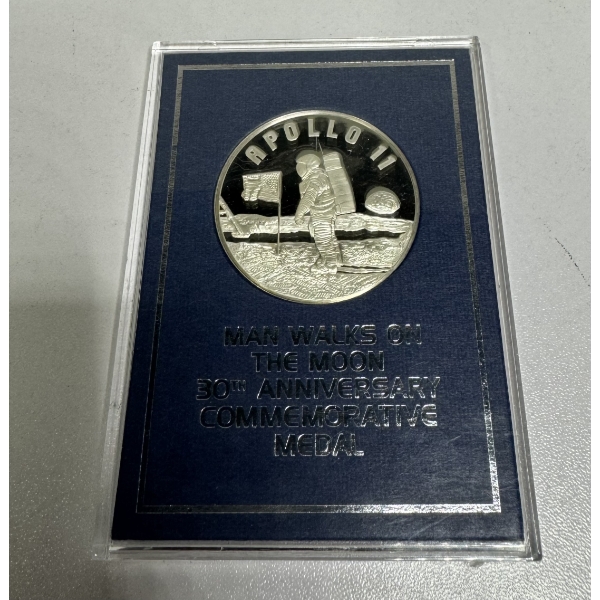 APOLLO 11
MAN WALKS ON
THE MOON
30TH ANNIVERSARY
COMMEMORATIVE
MEDAL